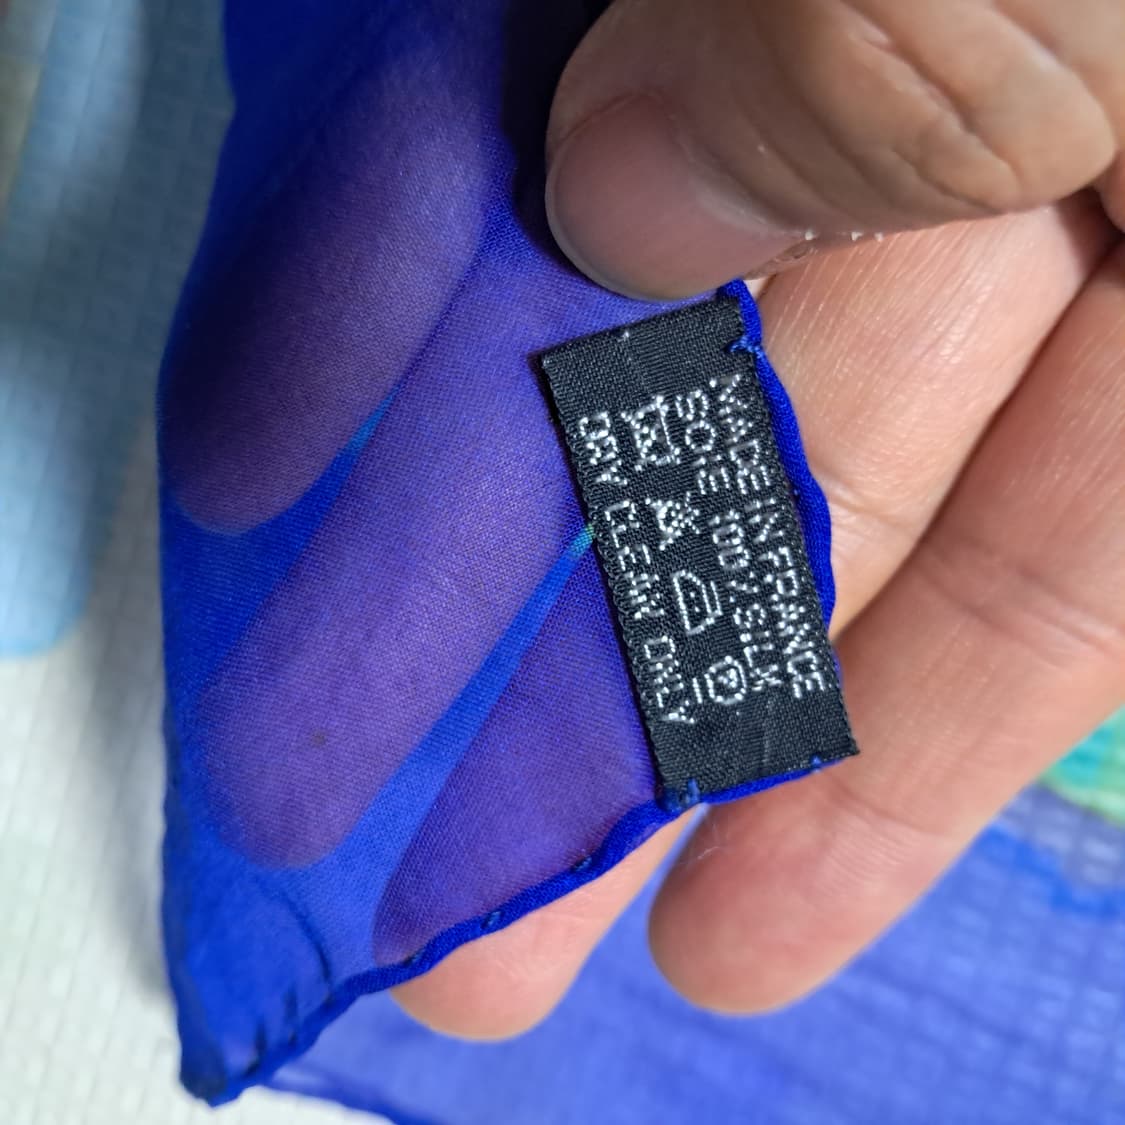 MADE IN FRANCE
SOIE 100% SILK
P
DRY CLEAN ONLY